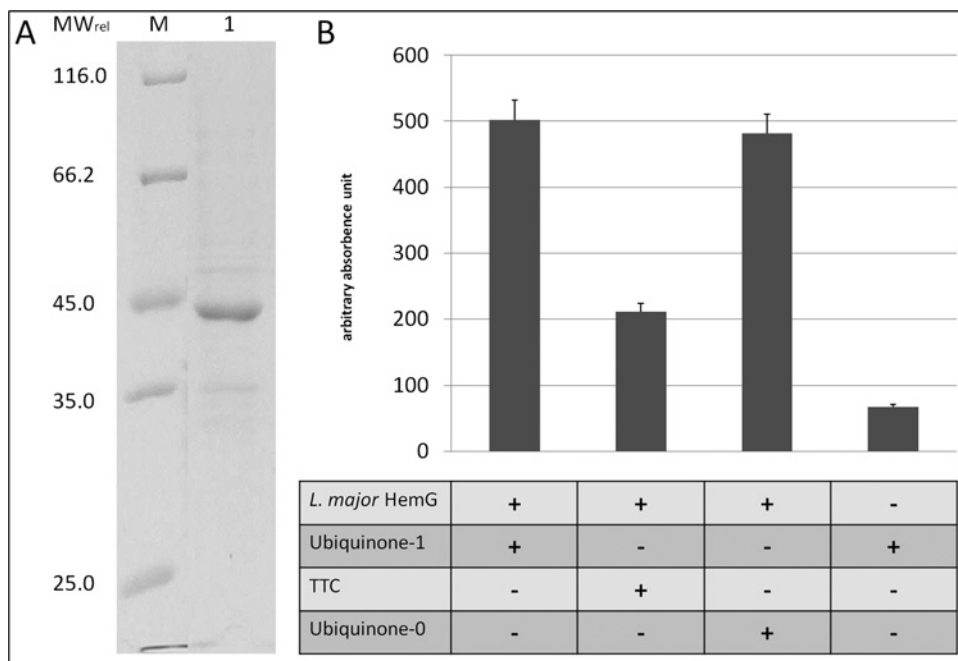 A
MWrel M 1
116.0
66.2
45.0
35.0
25.0
B
arbitrary absorbence unit
600
500
400
300
200
100
0
L. major HemG + + + -
Ubiquinone-1 + - - +
TTC - + - -
Ubiquinone-0 - - + -